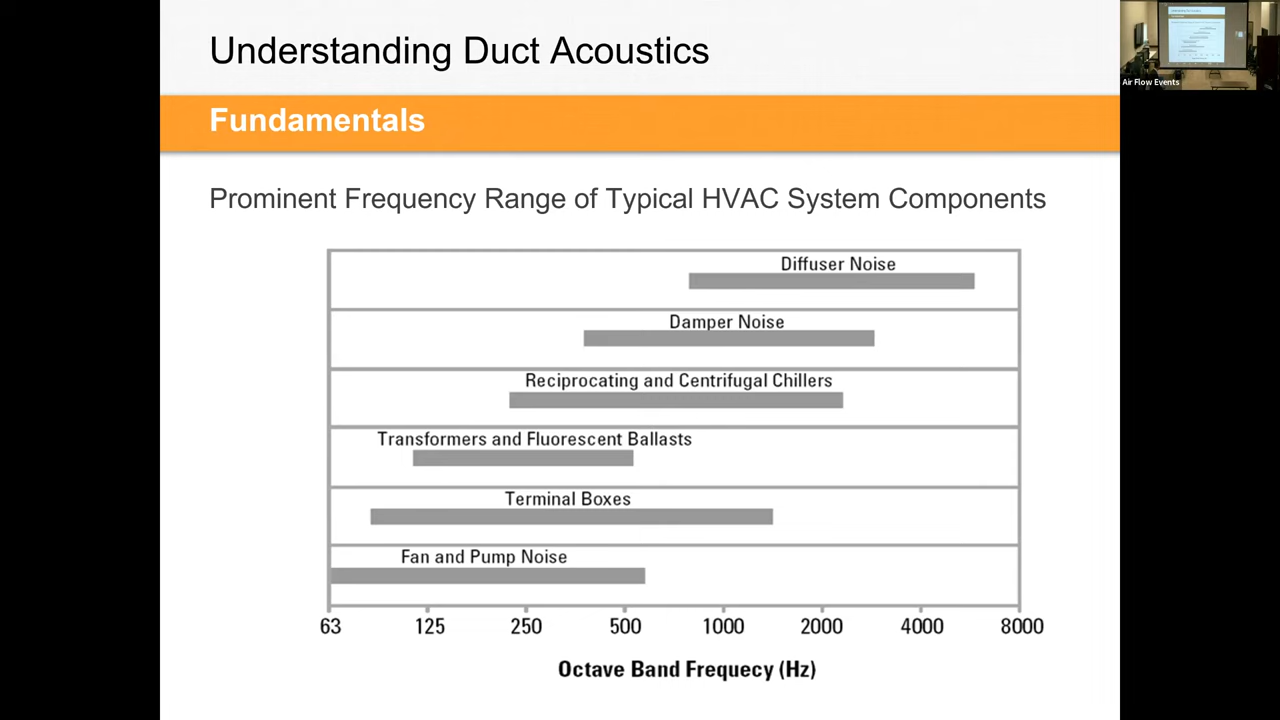 Understanding Duct Acoustics
Fundamentals
Prominent Frequency Range of Typical HVAC System Components
Diffuser Noise
Damper Noise
Reciprocating and Centrifugal Chillers
Transformers and Fluorescent Ballasts
Terminal Boxes
Fan and Pump Noise
63 125 250 500 1000 2000 4000 8000
Octave Band Frequecy (Hz)
Air Flow Events